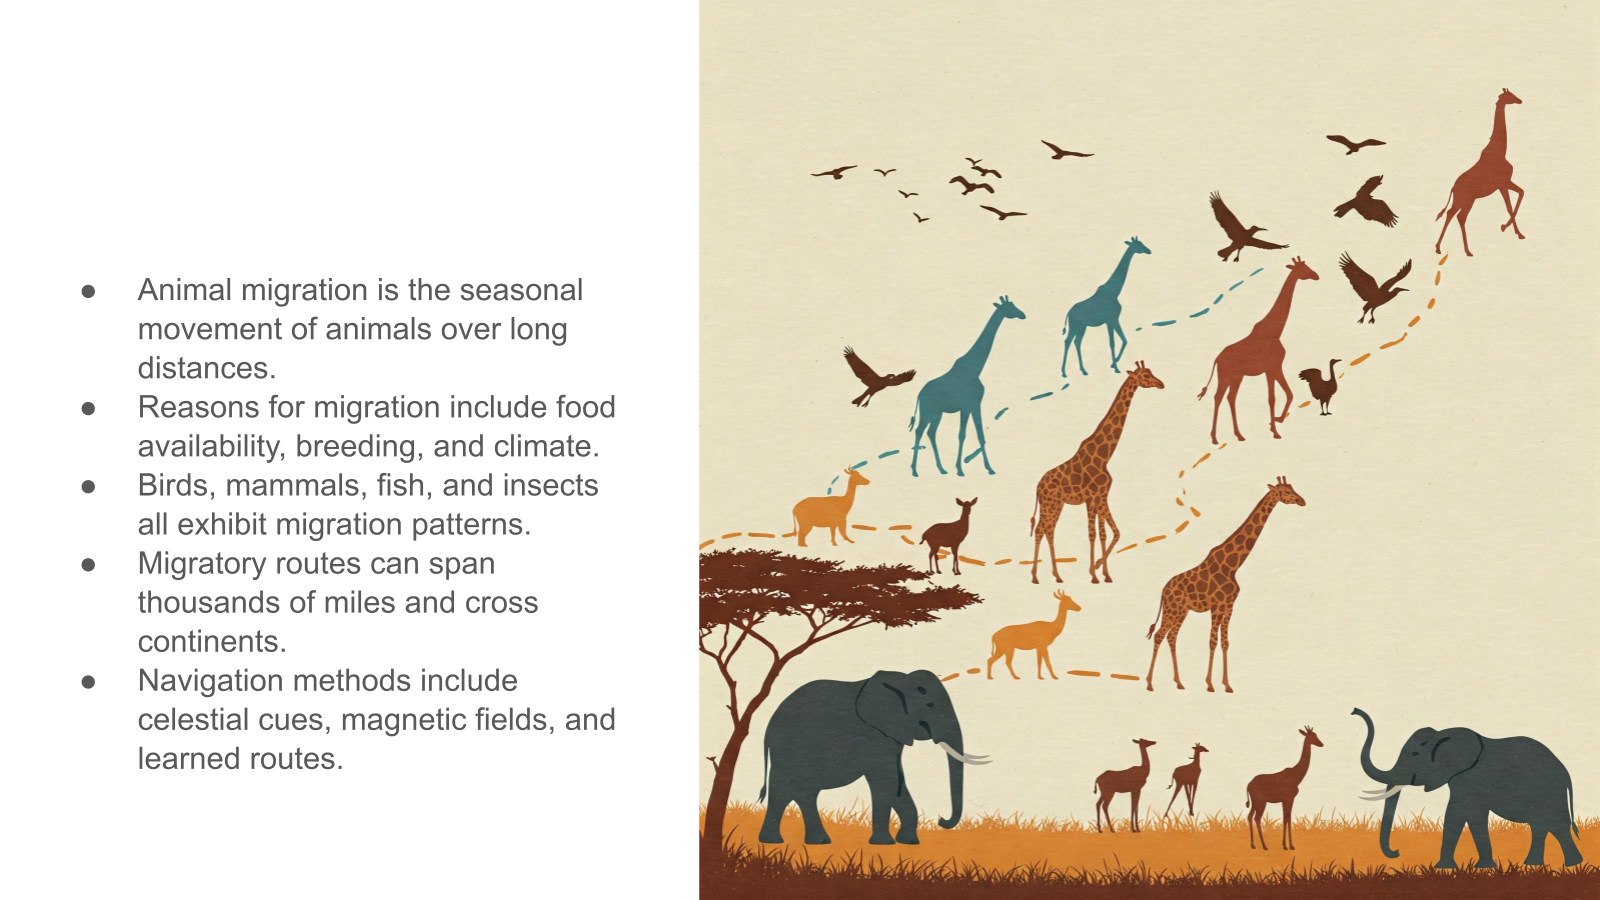 ● Animal migration is the seasonal
movement of animals over long
distances.
● Reasons for migration include food
availability, breeding, and climate.
● Birds, mammals, fish, and insects
all exhibit migration patterns.
● Migratory routes can span
thousands of miles and cross
continents.
● Navigation methods include
celestial cues, magnetic fields, and
learned routes.